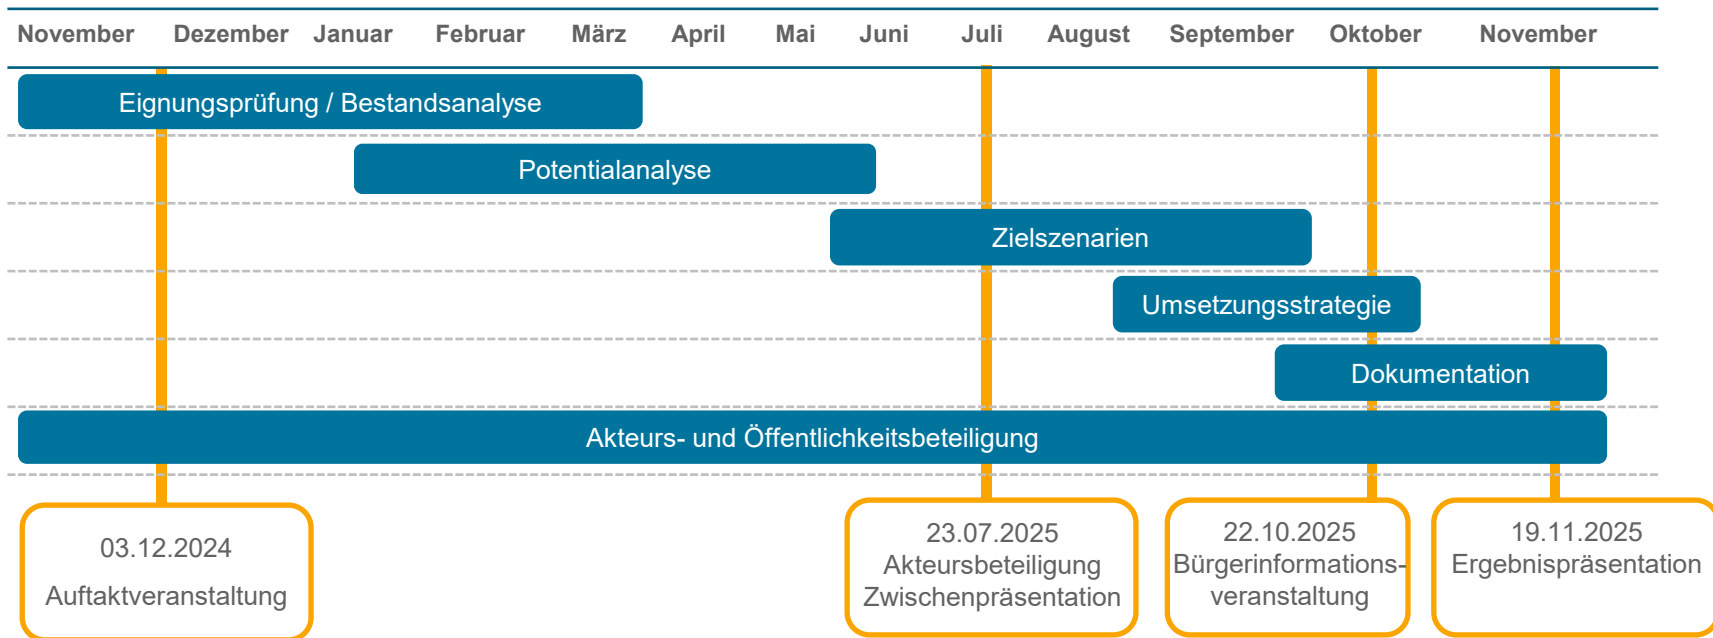 November Dezember Januar Februar März April Mai Juni Juli August September Oktober November
Eignungsprüfung / Bestandsanalyse
Potentialanalyse
Zielszenarien
Umsetzungsstrategie
Dokumentation
Akteurs- und Öffentlichkeitsbeteiligung
03.12.2024
Auftaktveranstaltung
23.07.2025
Akteursbeteiligung
Zwischenpräsentation
22.10.2025
Bürgerinformations-
veranstaltung
19.11.2025
Ergebnispräsentation